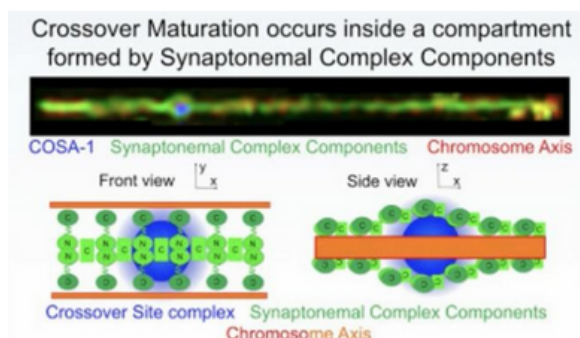 Crossover Maturation occurs inside a compartment
formed by Synaptonemal Complex Components
COSA-1 Synaptonemal Complex Components Chromosome Axis
Front view
y
x
Side view
z
x
C C C C C C
N N N N N N
C C C C C
N N N N N N
C C C C C C
Crossover Site complex Synaptonemal Complex Components
Chromosome Axis